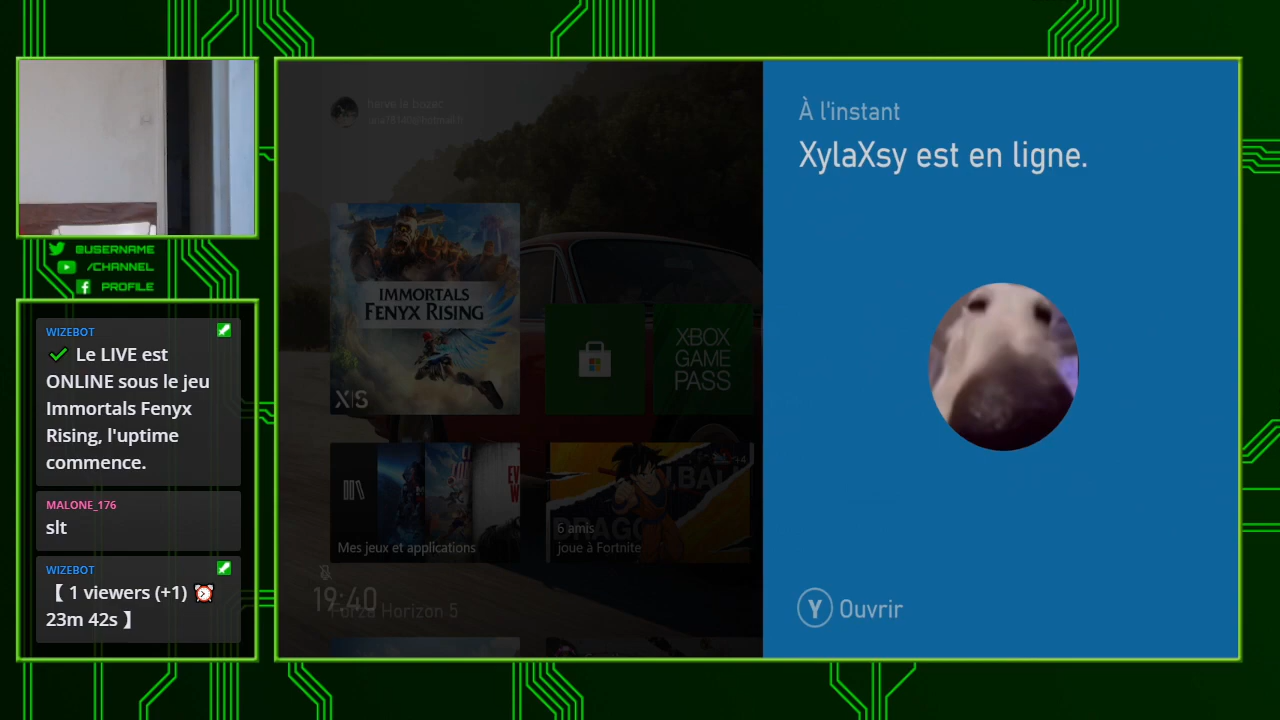 @USERNAME
/CHANNEL
PROFILE
WIZEBOT
Le LIVE est
ONLINE sous le jeu
Immortals Fenyx
Rising, l'uptime
commence.
MALONE_176
slt
WIZEBOT
【 1 viewers (+1) ⏰
23m 42s 】
IMMORTALS
FENYX RISING
X|S
XBOX
GAME
PASS
Mes jeux et applications
DRAGON BALL
6 amis
joue à Fortnite
19:40
Forza Horizon 5
À l'instant
XylaXsy est en ligne.
Y Ouvrir